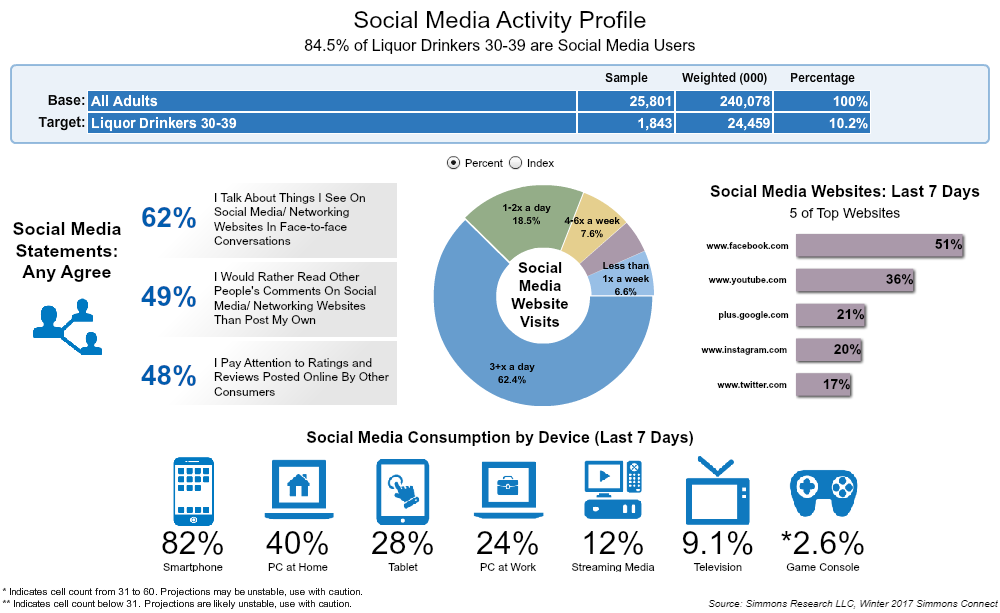 Social Media Activity Profile
84.5% of Liquor Drinkers 30-39 are Social Media Users
Sample Weighted (000) Percentage
Base: All Adults 25,801 240,078 100%
Target: Liquor Drinkers 30-39 1,843 24,459 10.2%
Percent Index
Social Media
Statements:
Any Agree
62%
I Talk About Things I See On
Social Media/ Networking
Websites In Face-to-face
Conversations
49%
I Would Rather Read Other
People's Comments On Social
Media/ Networking Websites
Than Post My Own
48%
I Pay Attention to Ratings and
Reviews Posted Online By Other
Consumers
1-2x a day
18.5%
4-6x a week
7.6%
Less than
1x a week
6.6%
Social
Media
Website
Visits
3+x a day
62.4%
Social Media Websites: Last 7 Days
5 of Top Websites
www.facebook.com 51%
www.youtube.com 36%
plus.google.com 21%
www.instagram.com 20%
www.twitter.com 17%
Social Media Consumption by Device (Last 7 Days)
82% 40% 28% 24% 12% 9.1% *2.6%
Smartphone PC at Home Tablet PC at Work Streaming Media Television Game Console
* Indicates cell count from 31 to 60. Projections may be unstable, use with caution.
** Indicates cell count below 31. Projections are likely unstable, use with caution.
Source: Simmons Research LLC, Winter 2017 Simmons Connect